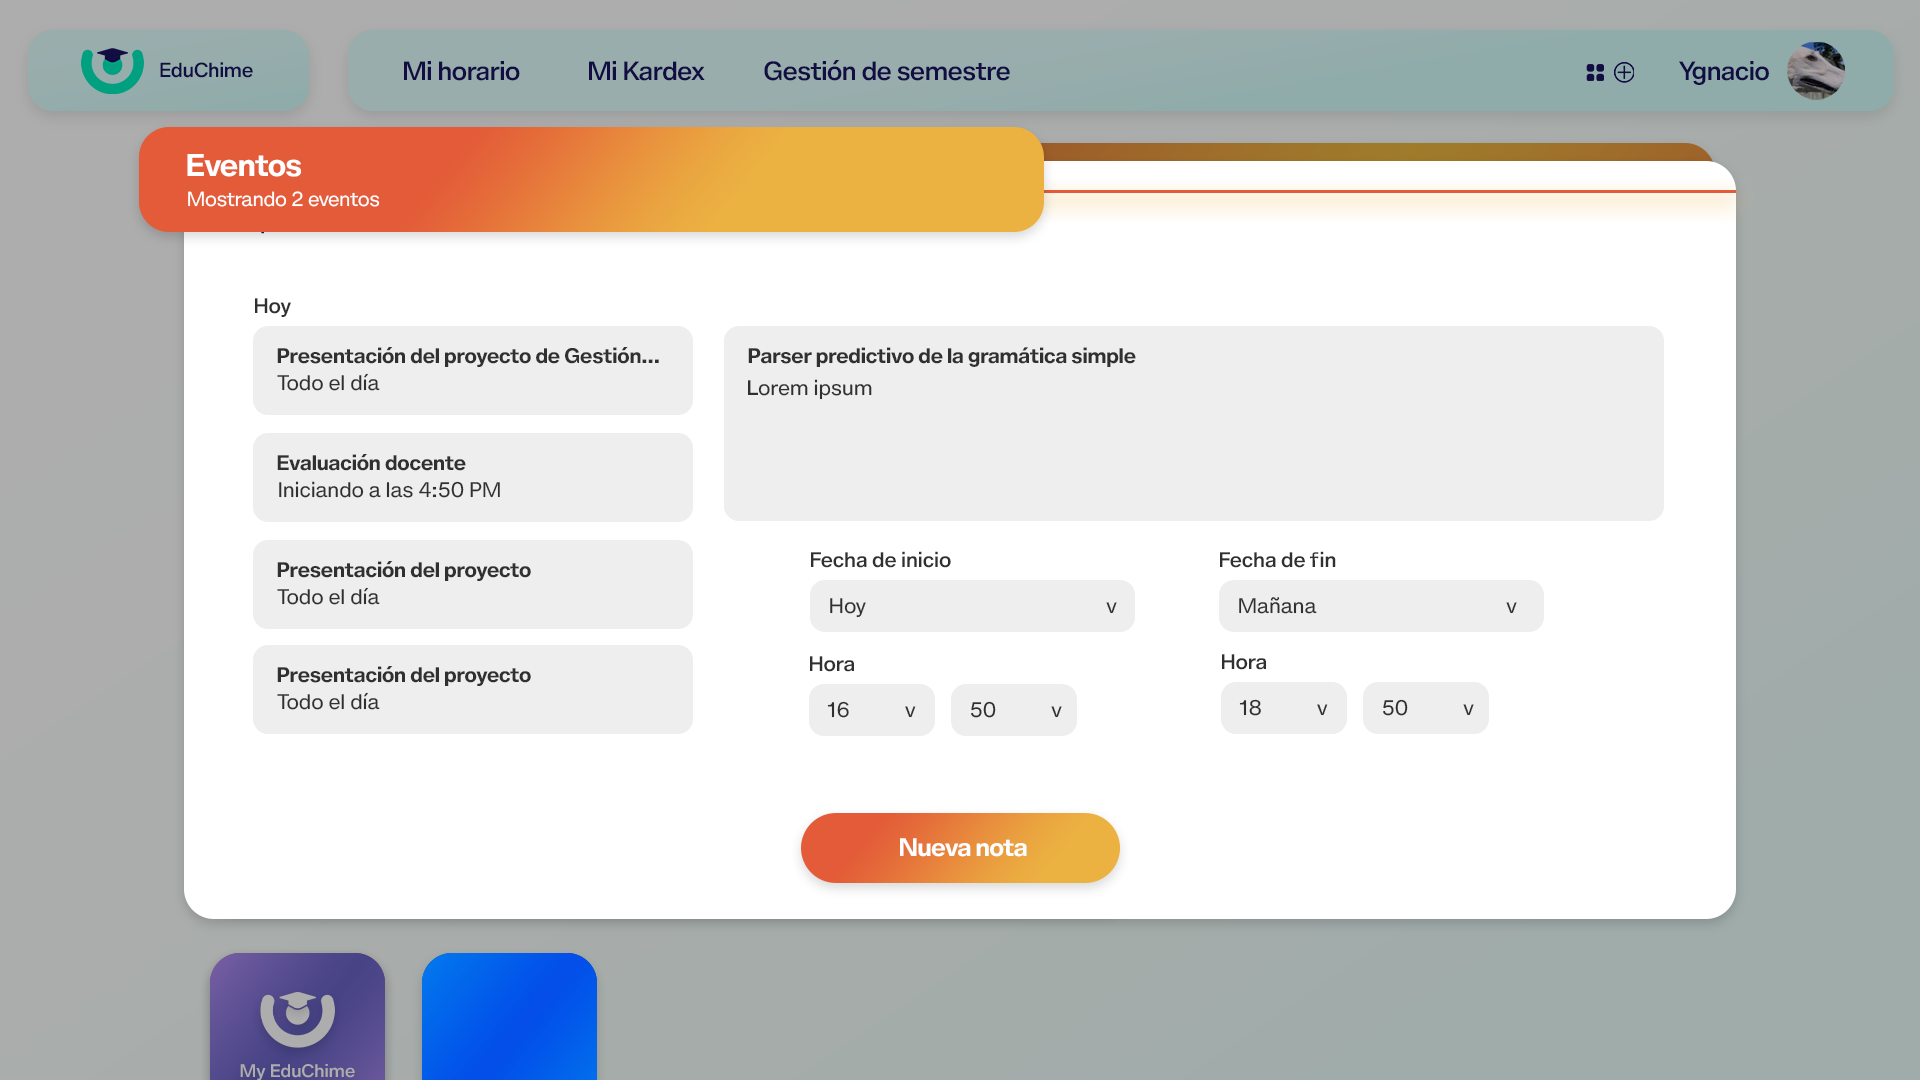 EduChime
Mi horario
Mi Kardex
Gestión de semestre
Ygnacio
Eventos
Mostrando 2 eventos
Hoy
Presentación del proyecto de Gestión...
Todo el día
Evaluación docente
Iniciando a las 4:50 PM
Presentación del proyecto
Todo el día
Presentación del proyecto
Todo el día
Parser predictivo de la gramática simple
Lorem ipsum
Fecha de inicio
Hoy v
Hora
16 v 50 v
Fecha de fin
Mañana v
Hora
18 v 50 v
Nueva nota
My EduChime